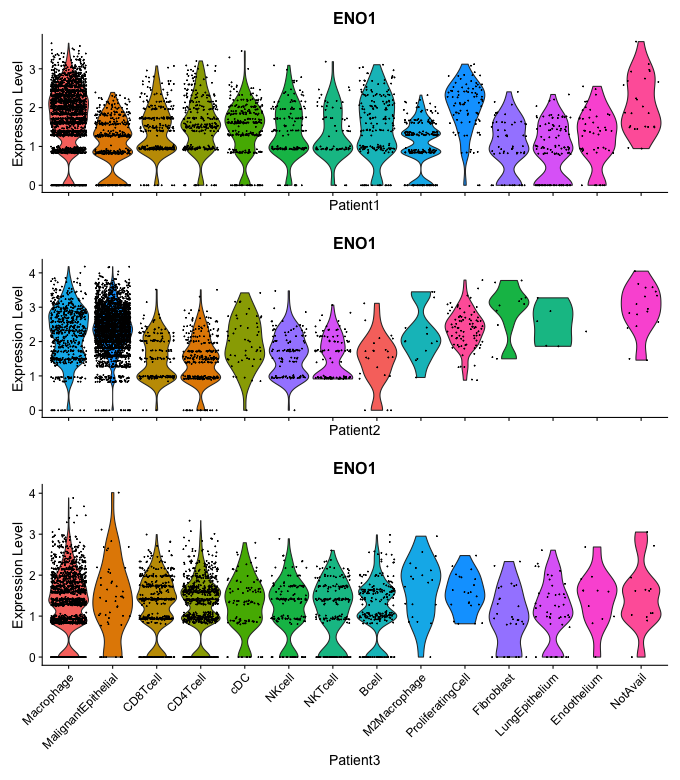 ENO1
Expression Level
3
2
1
0
Patient1
ENO1
Expression Level
4
3
2
1
0
Patient2
ENO1
Expression Level
4
3
2
1
0
Macrophage
MalignantEpithelial
CD8Tcell
CD4Tcell
cDC
NKcell
NKTcell
Bcell
M2Macrophage
ProliferatingCell
Fibroblast
LungEpithelium
Endothelium
NotAvail
Patient3